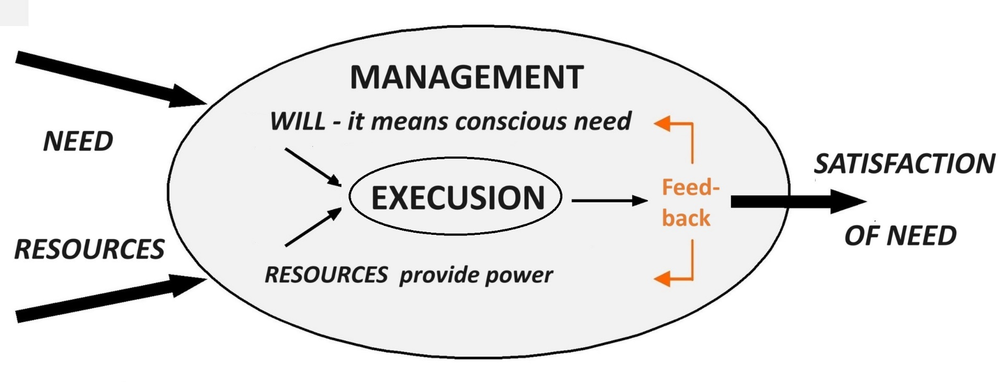 MANAGEMENT
WILL - it means conscious need
NEED
EXECUSION
Feed-
back
SATISFACTION
OF NEED
RESOURCES
RESOURCES provide power